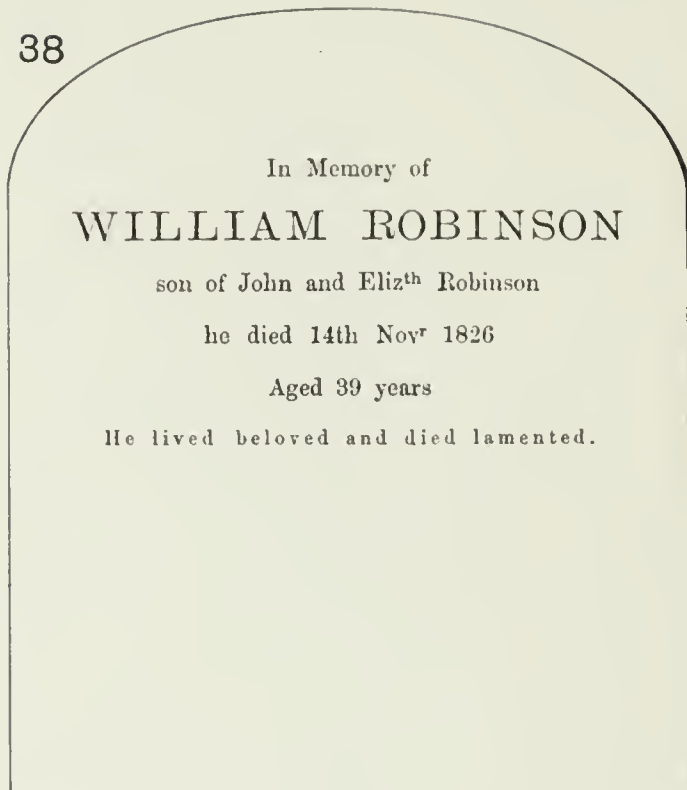 38
In Memory of
WILLIAM ROBINSON
son of John and Elizth Robinson
he died 14th Novr 1826
Aged 39 years
He lived beloved and died lamented.